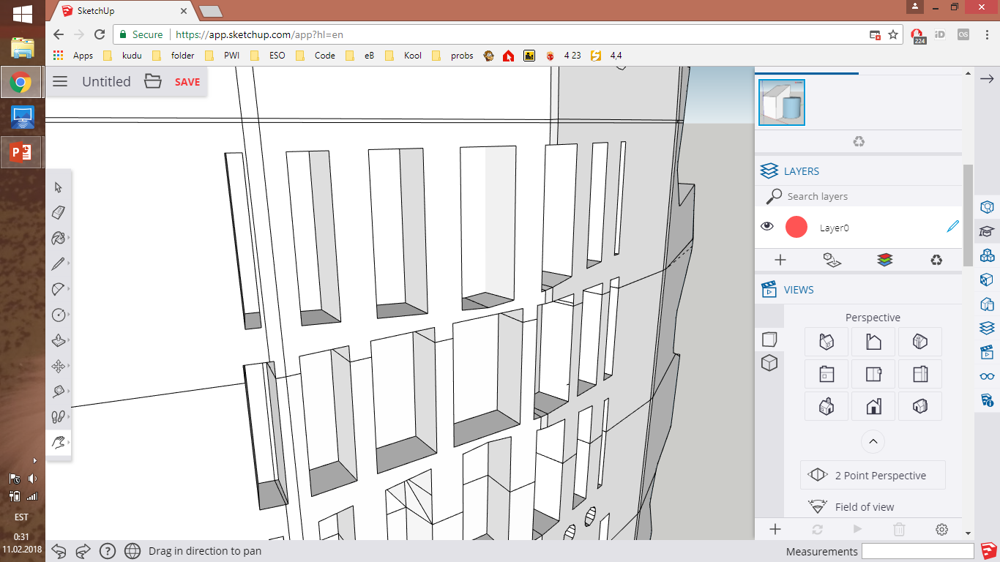 SketchUp
Secure
https://app.sketchup.com/app?hl=en
224
iD
OS
Apps
kudu
folder
PWI
ESO
Code
eB
Kool
probs
4 23
4,4
Untitled
SAVE
LAYERS
Search layers
Layer0
VIEWS
Perspective
2 Point Perspective
Field of view
P
EST
0:31
11.02.2018
Drag in direction to pan
Measurements